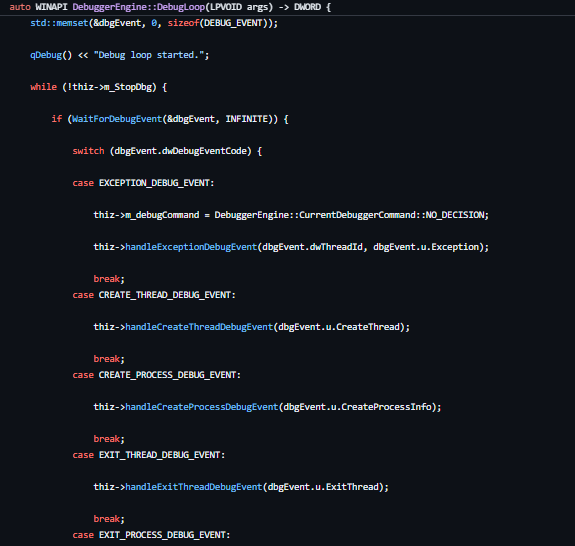 auto WINAPI DebuggerEngine::DebugLoop(LPVOID args) -> DWORD {
std::memset(&dbgEvent, 0, sizeof(DEBUG_EVENT));
qDebug() << "Debug loop started.";
while (!thiz->m_StopDbg) {
if (WaitForDebugEvent(&dbgEvent, INFINITE)) {
switch (dbgEvent.dwDebugEventCode) {
case EXCEPTION_DEBUG_EVENT:
thiz->m_debugCommand = DebuggerEngine::CurrentDebuggerCommand::NO_DECISION;
thiz->handleExceptionDebugEvent(dbgEvent.dwThreadId, dbgEvent.u.Exception);
break;
case CREATE_THREAD_DEBUG_EVENT:
thiz->handleCreateThreadDebugEvent(dbgEvent.u.CreateThread);
break;
case CREATE_PROCESS_DEBUG_EVENT:
thiz->handleCreateProcessDebugEvent(dbgEvent.u.CreateProcessInfo);
break;
case EXIT_THREAD_DEBUG_EVENT:
thiz->handleExitThreadDebugEvent(dbgEvent.u.ExitThread);
break;
case EXIT_PROCESS_DEBUG_EVENT: